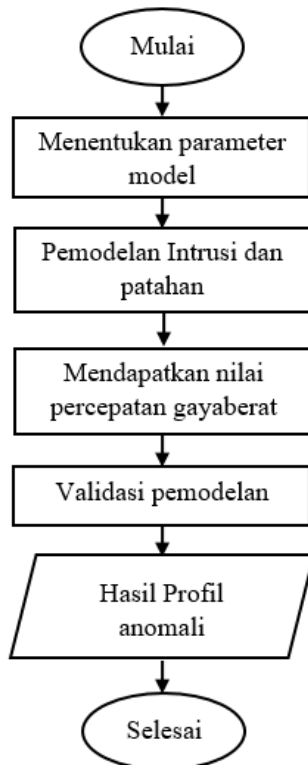 Mulai
Menentukan parameter
model
Pemodelan Intrusi dan
patahan
Mendapatkan nilai
percepatan gayaberat
Validasi pemodelan
Hasil Profil
anomali
Selesai